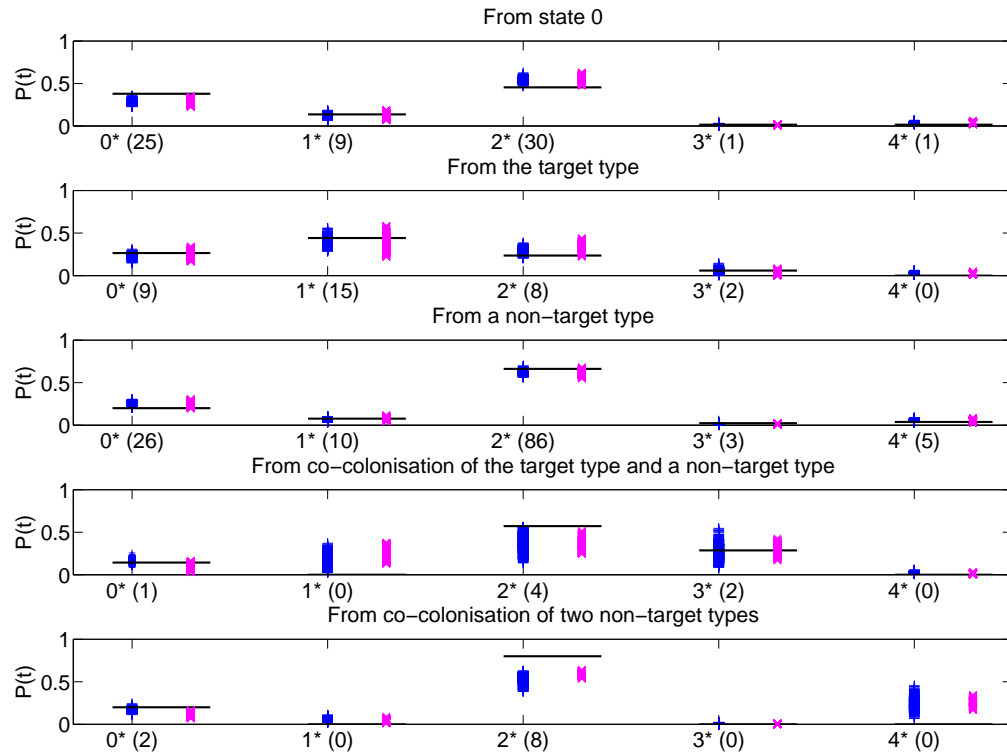 From state 0
1
0.5
0
P(t)
0* (25) 1* (9) 2* (30) 3* (1) 4* (1)
From the target type
1
0.5
0
P(t)
0* (9) 1* (15) 2* (8) 3* (2) 4* (0)
From a non−target type
1
0.5
0
P(t)
0* (26) 1* (10) 2* (86) 3* (3) 4* (5)
From co−colonisation of the target type and a non−target type
1
0.5
0
P(t)
0* (1) 1* (0) 2* (4) 3* (2) 4* (0)
From co−colonisation of two non−target types
1
0.5
0
P(t)
0* (2) 1* (0) 2* (8) 3* (0) 4* (0)